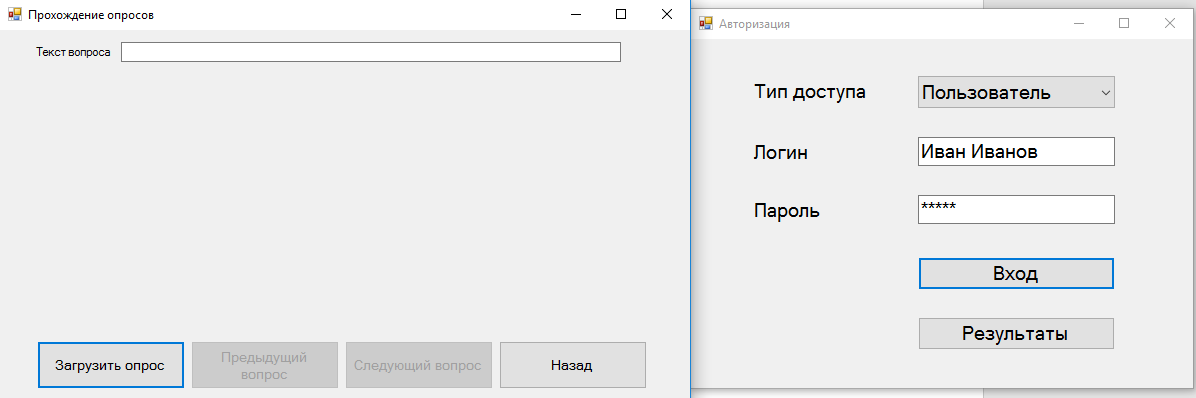 Прохождение опросов
Текст вопроса
Загрузить опрос
Предыдущий
вопрос
Следующий вопрос
Назад
Авторизация
Тип доступа
Пользователь
Логин
Иван Иванов
Пароль
*****
Вход
Результаты